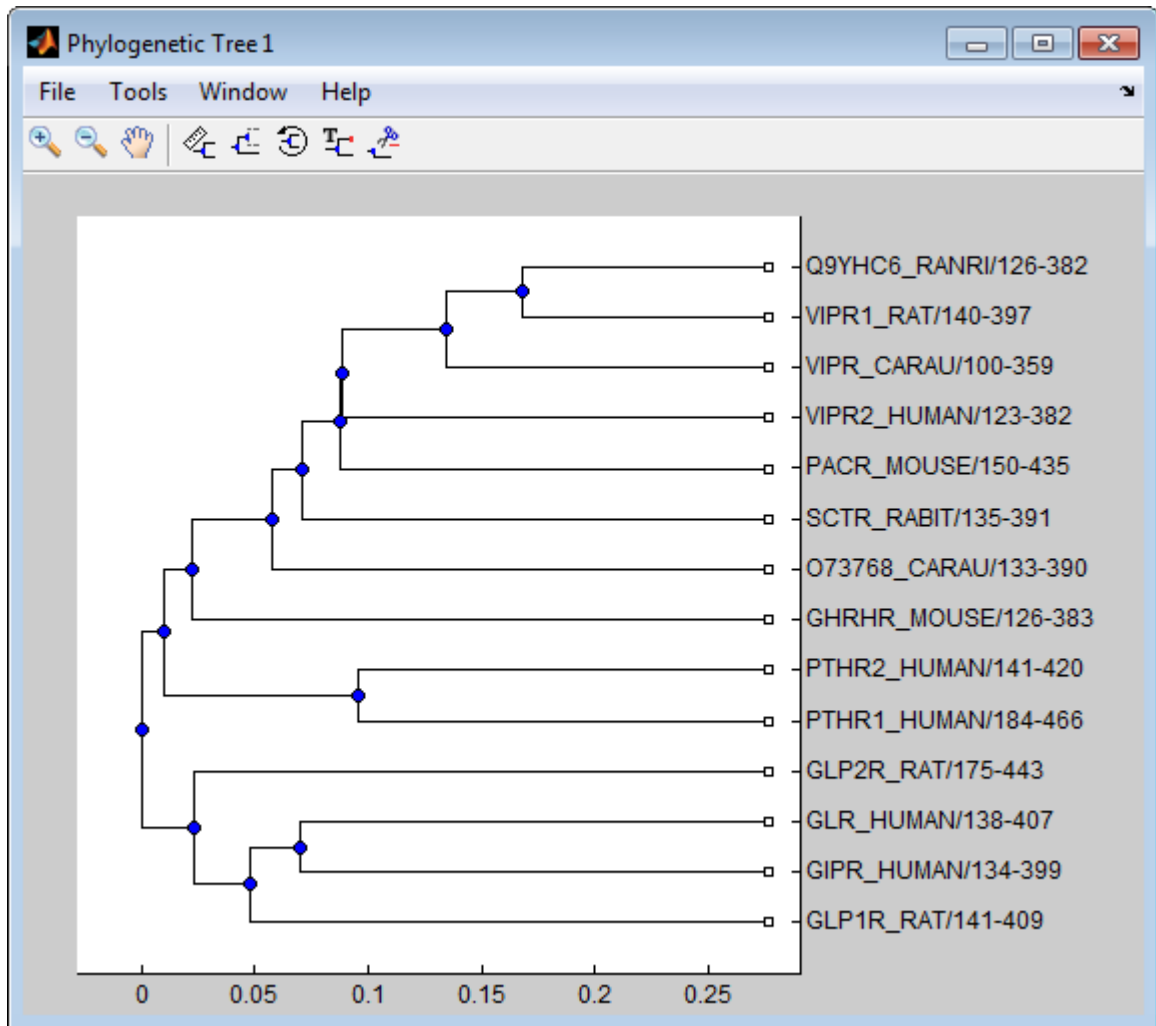 Phylogenetic Tree 1
File Tools Window Help
T
Q9YHC6_RANRI/126-382
VIPR1_RAT/140-397
VIPR_CARAU/100-359
VIPR2_HUMAN/123-382
PACR_MOUSE/150-435
SCTR_RABIT/135-391
O73768_CARAU/133-390
GHRHR_MOUSE/126-383
PTHR2_HUMAN/141-420
PTHR1_HUMAN/184-466
GLP2R_RAT/175-443
GLR_HUMAN/138-407
GIPR_HUMAN/134-399
GLP1R_RAT/141-409
0 0.05 0.1 0.15 0.2 0.25